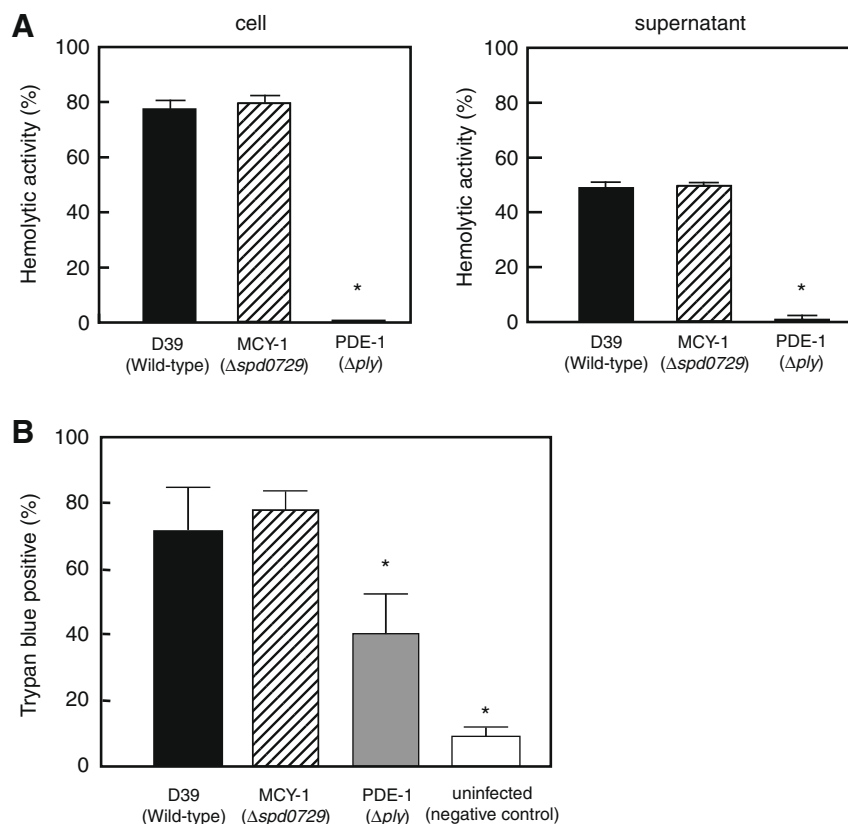 A
cell
Hemolytic activity (%)
100
80
60
40
20
0
*
D39
(Wild-type)
MCY-1
(Δspd0729)
PDE-1
(Δply)
supernatant
Hemolytic activity (%)
100
80
60
40
20
0
*
D39
(Wild-type)
MCY-1
(Δspd0729)
PDE-1
(Δply)
B
Trypan blue positive (%)
100
80
60
40
20
0
*
*
D39
(Wild-type)
MCY-1
(Δspd0729)
PDE-1
(Δply)
uninfected
(negative control)